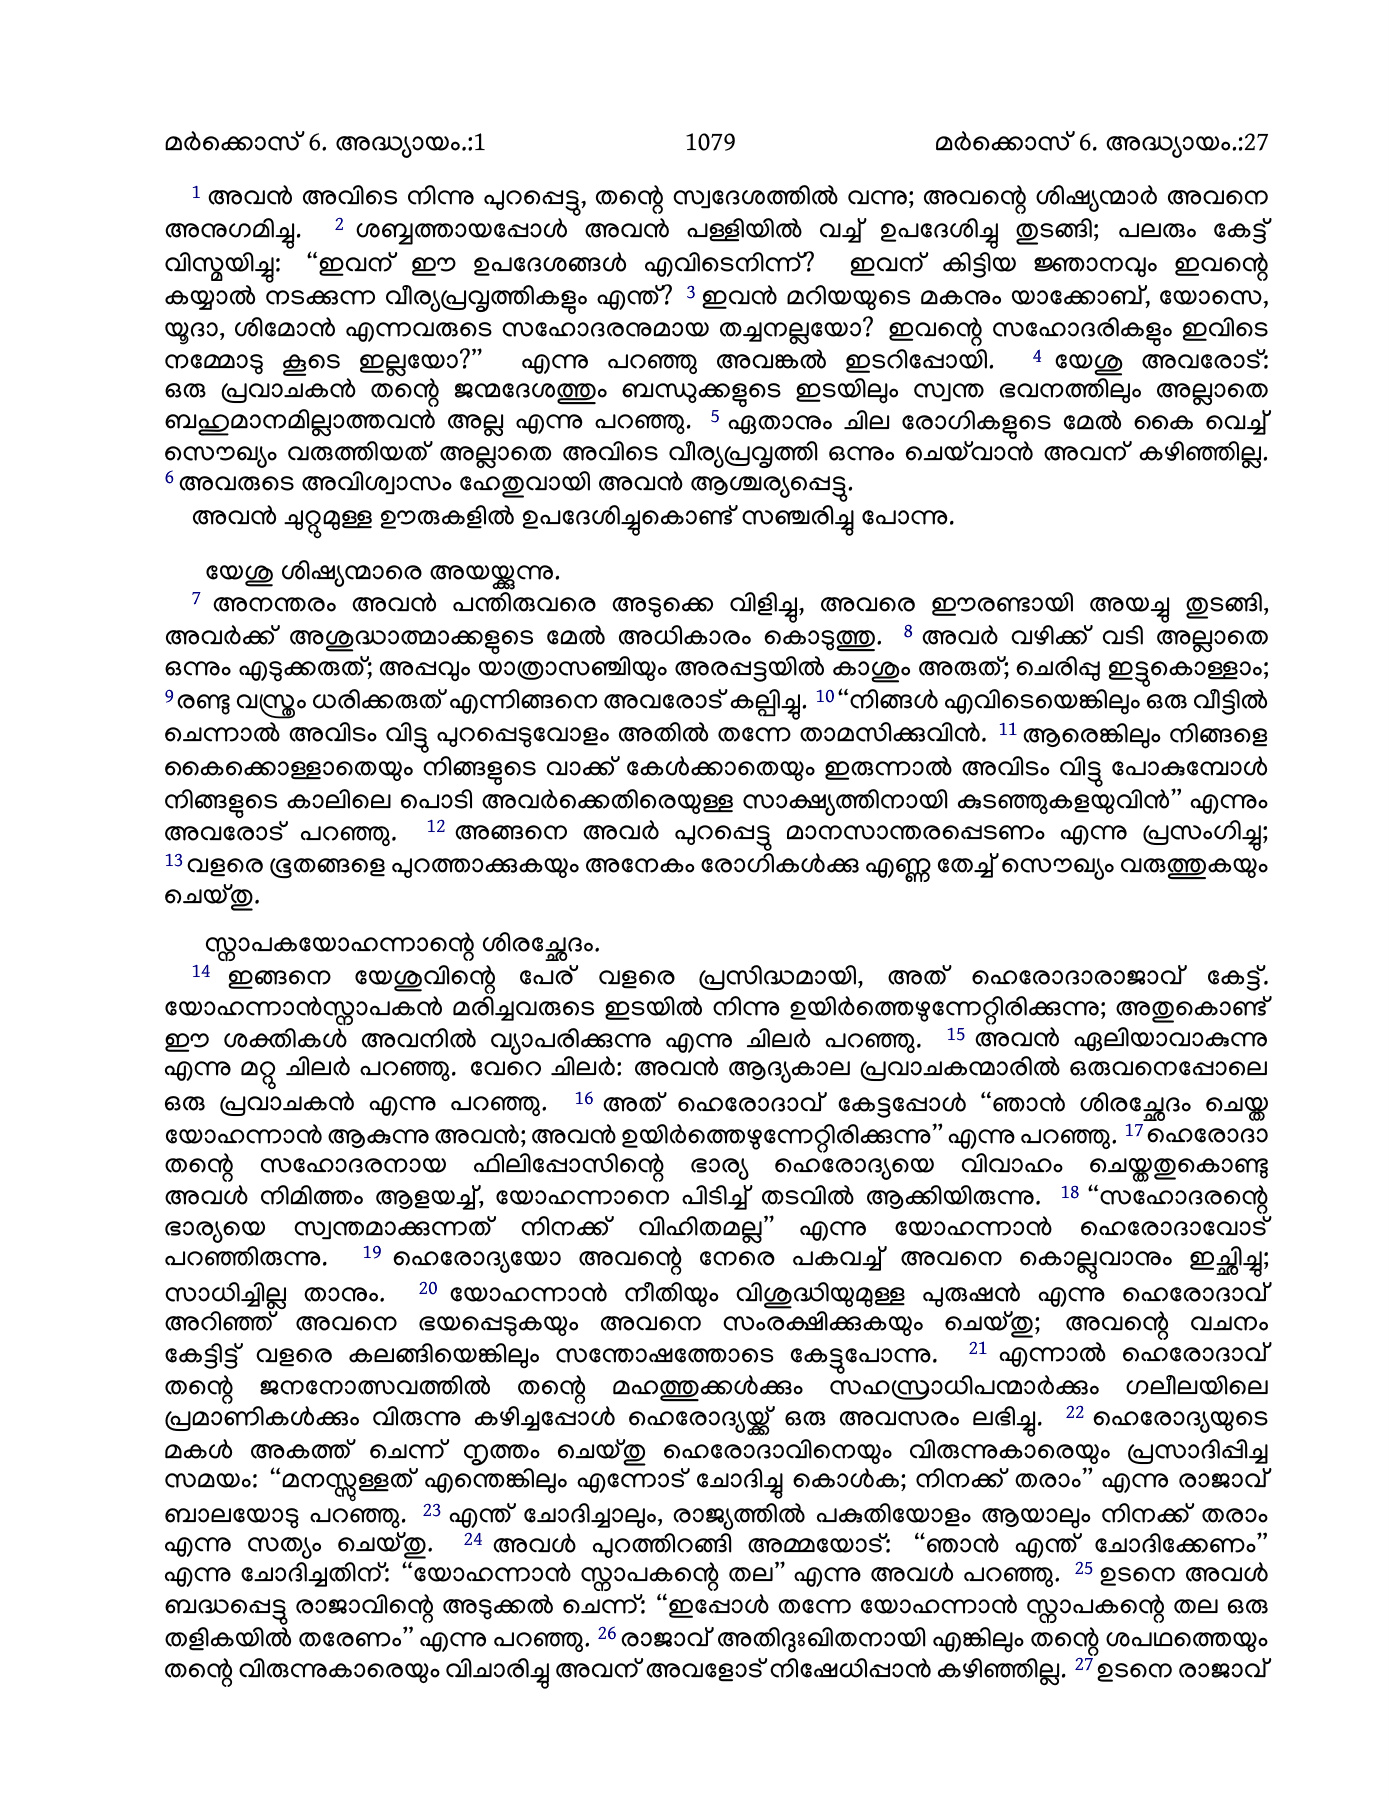 മർക്കൊസ് 6. അദ്ധ്യായം.:1 1079 മർക്കൊസ് 6. അദ്ധ്യായം.:27
1 അവൻ അവിടെ നിന്നു പുറപ്പെട്ടു, തന്റെ സ്വദേശത്തിൽ വന്നു; അവന്റെ ശിഷ്യന്മാർ അവനെ
അനുഗമിച്ചു. 2 ശബ്ബത്തായപ്പോൾ അവൻ പള്ളിയിൽ വച്ച് ഉപദേശിച്ചു തുടങ്ങി; പലരും കേട്ട്
വിസ്മയിച്ചു: “ഇവന് ഈ ഉപദേശങ്ങൾ എവിടെനിന്ന്? ഇവന് കിട്ടിയ ജ്ഞാനവും ഇവന്റെ
കയ്യാൽ നടക്കുന്ന വീര്യപ്രവൃത്തികളും എന്ത്? 3 ഇവൻ മറിയയുടെ മകനും യാക്കോബ്, യോസെ,
യൂദാ, ശിമോൻ എന്നവരുടെ സഹോദരനുമായ തച്ചനല്ലയോ? ഇവന്റെ സഹോദരികളും ഇവിടെ
നമ്മോടു കൂടെ ഇല്ലയോ?” എന്നു പറഞ്ഞു അവങ്കൽ ഇടറിപ്പോയി. 4 യേശു അവരോട്:
ഒരു പ്രവാചകൻ തന്റെ ജന്മദേശത്തും ബന്ധുക്കളുടെ ഇടയിലും സ്വന്ത ഭവനത്തിലും അല്ലാതെ
ബഹുമാനമില്ലാത്തവൻ അല്ല എന്നു പറഞ്ഞു. 5 ഏതാനും ചില രോഗികളുടെ മേൽ കൈ വെച്ച്
സൌഖ്യം വരുത്തിയത് അല്ലാതെ അവിടെ വീര്യപ്രവൃത്തി ഒന്നും ചെയ്‌വാൻ അവന് കഴിഞ്ഞില്ല.
6 അവരുടെ അവിശ്വാസം ഹേതുവായി അവൻ ആശ്ചര്യപ്പെട്ടു.
അവൻ ചുറ്റുമുള്ള ഊരുകളിൽ ഉപദേശിച്ചുകൊണ്ട് സഞ്ചരിച്ചു പോന്നു.
യേശു ശിഷ്യന്മാരെ അയയ്ക്കുന്നു.
7 അനന്തരം അവൻ പന്തിരുവരെ അടുക്കെ വിളിച്ചു, അവരെ ഈരണ്ടായി അയച്ചു തുടങ്ങി,
അവർക്ക് അശുദ്ധാത്മാക്കളുടെ മേൽ അധികാരം കൊടുത്തു. 8 അവർ വഴിക്ക് വടി അല്ലാതെ
ഒന്നും എടുക്കരുത്; അപ്പവും യാത്രാസഞ്ചിയും അരപ്പട്ടയിൽ കാശും അരുത്; ചെരിപ്പു ഇട്ടുകൊള്ളാം;
9 രണ്ടു വസ്ത്രം ധരിക്കരുത് എന്നിങ്ങനെ അവരോട് കല്പിച്ചു. 10 “നിങ്ങൾ എവിടെയെങ്കിലും ഒരു വീട്ടിൽ
ചെന്നാൽ അവിടം വിട്ടു പുറപ്പെടുവോളം അതിൽ തന്നേ താമസിക്കുവിൻ. 11 ആരെങ്കിലും നിങ്ങളെ
കൈക്കൊള്ളാതെയും നിങ്ങളുടെ വാക്ക് കേൾക്കാതെയും ഇരുന്നാൽ അവിടം വിട്ടു പോകുമ്പോൾ
നിങ്ങളുടെ കാലിലെ പൊടി അവർക്കെതിരെയുള്ള സാക്ഷ്യത്തിനായി കുടഞ്ഞുകളയുവിൻ” എന്നും
അവരോട് പറഞ്ഞു. 12 അങ്ങനെ അവർ പുറപ്പെട്ടു മാനസാന്തരപ്പെടണം എന്നു പ്രസംഗിച്ചു;
13 വളരെ ഭൂതങ്ങളെ പുറത്താക്കുകയും അനേകം രോഗികൾക്കു എണ്ണ തേച്ച് സൌഖ്യം വരുത്തുകയും
ചെയ്തു.
സ്നാപകയോഹന്നാന്റെ ശിരച്ഛേദം.
14 ഇങ്ങനെ യേശുവിന്റെ പേര് വളരെ പ്രസിദ്ധമായി, അത് ഹെരോദാരാജാവ് കേട്ട്.
യോഹന്നാൻസ്നാപകൻ മരിച്ചവരുടെ ഇടയിൽ നിന്നു ഉയിർത്തെഴുന്നേറ്റിരിക്കുന്നു; അതുകൊണ്ട്
ഈ ശക്തികൾ അവനിൽ വ്യാപരിക്കുന്നു എന്നു ചിലർ പറഞ്ഞു. 15 അവൻ ഏലിയാവാകുന്നു
എന്നു മറ്റു ചിലർ പറഞ്ഞു. വേറെ ചിലർ: അവൻ ആദ്യകാല പ്രവാചകന്മാരിൽ ഒരുവനെപ്പോലെ
ഒരു പ്രവാചകൻ എന്നു പറഞ്ഞു. 16 അത് ഹെരോദാവ് കേട്ടപ്പോൾ “ഞാൻ ശിരച്ഛേദം ചെയ്ത
യോഹന്നാൻ ആകുന്നു അവൻ; അവൻ ഉയിർത്തെഴുന്നേറ്റിരിക്കുന്നു” എന്നു പറഞ്ഞു. 17 ഹെരോദാ
തന്റെ സഹോദരനായ ഫിലിപ്പോസിന്റെ ഭാര്യ ഹെരോദ്യയെ വിവാഹം ചെയ്തതുകൊണ്ടു
അവൾ നിമിത്തം ആളയച്ച്, യോഹന്നാനെ പിടിച്ച് തടവിൽ ആക്കിയിരുന്നു. 18 “സഹോദരന്റെ
ഭാര്യയെ സ്വന്തമാക്കുന്നത് നിനക്ക് വിഹിതമല്ല” എന്നു യോഹന്നാൻ ഹെരോദാവോട്
പറഞ്ഞിരുന്നു. 19 ഹെരോദ്യയോ അവന്റെ നേരെ പകവച്ച് അവനെ കൊല്ലുവാനും ഇച്ഛിച്ചു;
സാധിച്ചില്ല താനും. 20 യോഹന്നാൻ നീതിയും വിശുദ്ധിയുമുള്ള പുരുഷൻ എന്നു ഹെരോദാവ്
അറിഞ്ഞ് അവനെ ഭയപ്പെടുകയും അവനെ സംരക്ഷിക്കുകയും ചെയ്തു; അവന്റെ വചനം
കേട്ടിട്ട് വളരെ കലങ്ങിയെങ്കിലും സന്തോഷത്തോടെ കേട്ടുപോന്നു. 21 എന്നാൽ ഹെരോദാവ്
തന്റെ ജനനോത്സവത്തിൽ തന്റെ മഹത്തുക്കൾക്കും സഹസ്രാധിപന്മാർക്കും ഗലീലയിലെ
പ്രമാണികൾക്കും വിരുന്നു കഴിച്ചപ്പോൾ ഹെരോദ്യയ്ക്ക് ഒരു അവസരം ലഭിച്ചു. 22 ഹെരോദ്യയുടെ
മകൾ അകത്ത് ചെന്ന് നൃത്തം ചെയ്തു ഹെരോദാവിനെയും വിരുന്നുകാരെയും പ്രസാദിപ്പിച്ച
സമയം: “മനസ്സുള്ളത് എന്തെങ്കിലും എന്നോട് ചോദിച്ചു കൊൾക; നിനക്ക് തരാം” എന്നു രാജാവ്
ബാലയോടു പറഞ്ഞു. 23 എന്ത് ചോദിച്ചാലും, രാജ്യത്തിൽ പകുതിയോളം ആയാലും നിനക്ക് തരാം
എന്നു സത്യം ചെയ്തു. 24 അവൾ പുറത്തിറങ്ങി അമ്മയോട്: “ഞാൻ എന്ത് ചോദിക്കേണം”
എന്നു ചോദിച്ചതിന്: “യോഹന്നാൻ സ്നാപകന്റെ തല” എന്നു അവൾ പറഞ്ഞു. 25 ഉടനെ അവൾ
ബദ്ധപ്പെട്ടു രാജാവിന്റെ അടുക്കൽ ചെന്ന്: “ഇപ്പോൾ തന്നേ യോഹന്നാൻ സ്നാപകന്റെ തല ഒരു
തളികയിൽ തരേണം” എന്നു പറഞ്ഞു. 26 രാജാവ് അതിദുഃഖിതനായി എങ്കിലും തന്റെ ശപഥത്തെയും
തന്റെ വിരുന്നുകാരെയും വിചാരിച്ചു അവന് അവളോട് നിഷേധിപ്പാൻ കഴിഞ്ഞില്ല. 27 ഉടനെ രാജാവ്